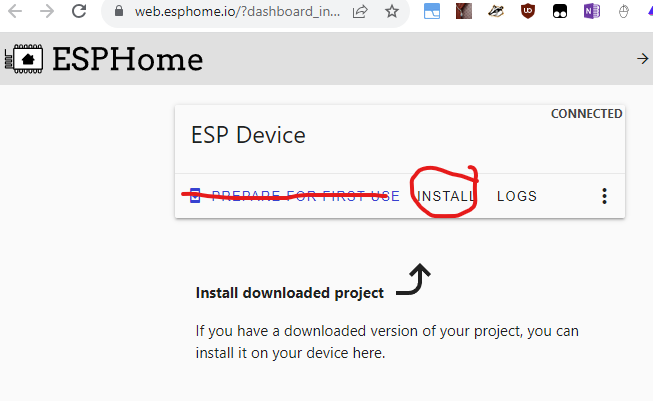 web.esphome.io/?dashboard_in...
ESPHome
CONNECTED
ESP Device
PREPARE FOR FIRST USE INSTALL LOGS
Install downloaded project
If you have a downloaded version of your project, you can
install it on your device here.